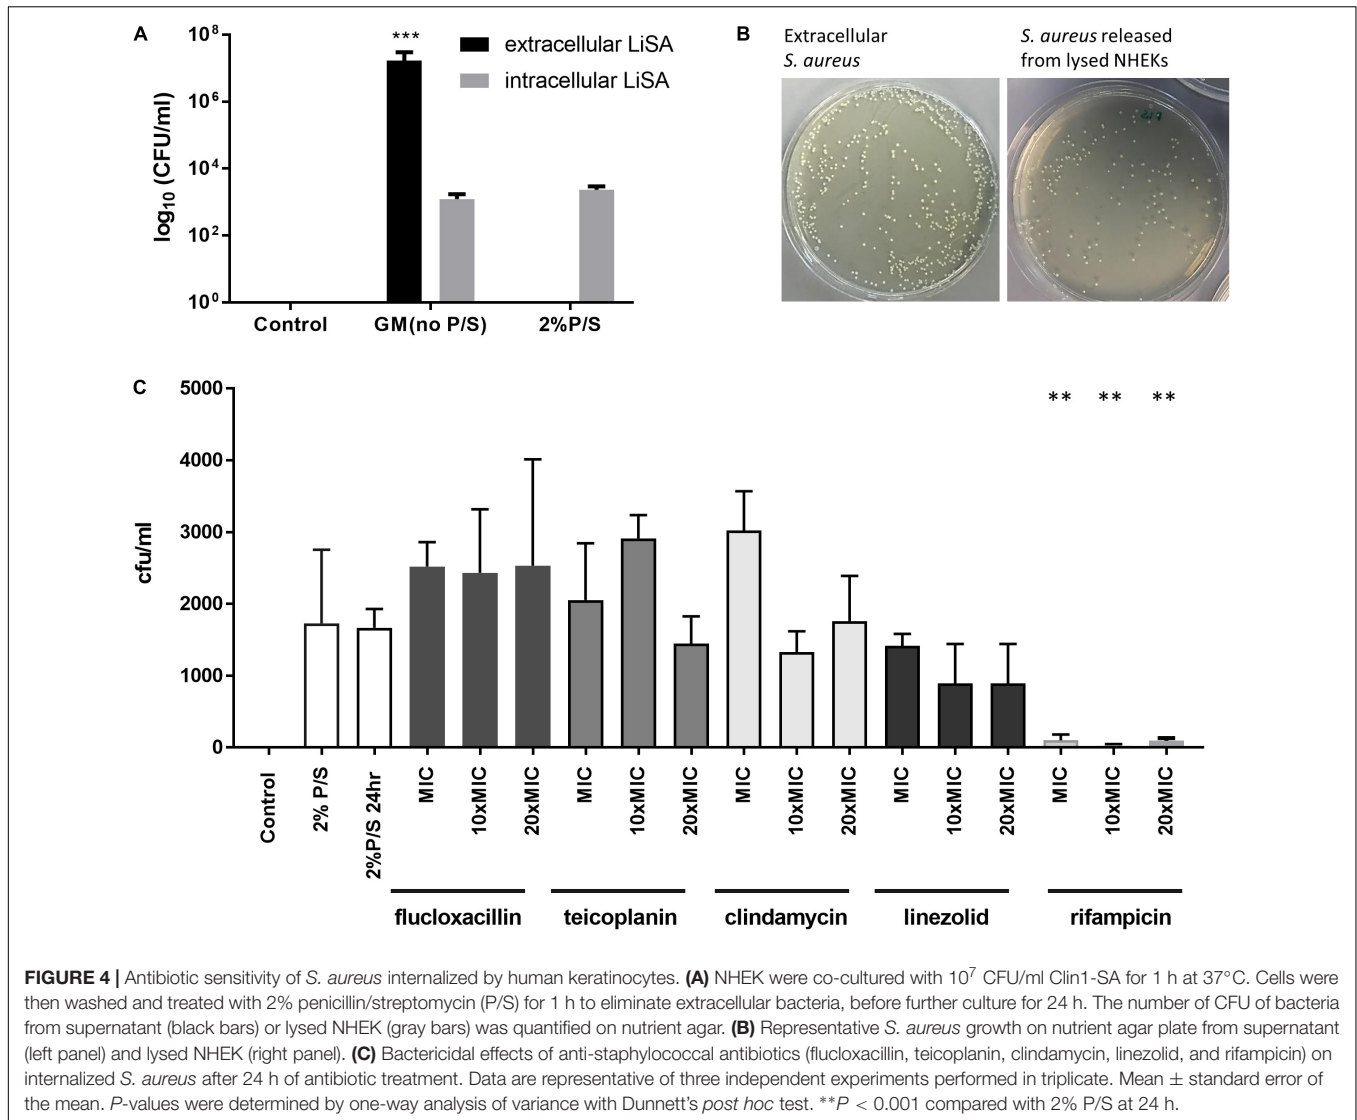 A
10⁸
10⁶
10⁴
10²
10⁰
log₁₀ (CFU/ml)
***
extracellular LiSA
intracellular LiSA
Control
GM(no P/S)
2%P/S
B
Extracellular
S. aureus
S. aureus released
from lysed NHEKs
C
5000
4000
3000
2000
1000
0
cfu/ml
** ** **
Control
2% P/S
2%P/S 24hr
MIC
10xMIC
20xMIC
MIC
10xMIC
20xMIC
MIC
10xMIC
20xMIC
MIC
10xMIC
20xMIC
MIC
10xMIC
20xMIC
flucloxacillin
teicoplanin
clindamycin
linezolid
rifampicin
FIGURE 4 | Antibiotic sensitivity of S. aureus internalized by human keratinocytes. (A) NHEK were co-cultured with 10⁷ CFU/ml Clin1-SA for 1 h at 37°C. Cells were
then washed and treated with 2% penicillin/streptomycin (P/S) for 1 h to eliminate extracellular bacteria, before further culture for 24 h. The number of CFU of bacteria
from supernatant (black bars) or lysed NHEK (gray bars) was quantified on nutrient agar. (B) Representative S. aureus growth on nutrient agar plate from supernatant
(left panel) and lysed NHEK (right panel). (C) Bactericidal effects of anti-staphylococcal antibiotics (flucloxacillin, teicoplanin, clindamycin, linezolid, and rifampicin) on
internalized S. aureus after 24 h of antibiotic treatment. Data are representative of three independent experiments performed in triplicate. Mean ± standard error of
the mean. P-values were determined by one-way analysis of variance with Dunnett's post hoc test. **P < 0.001 compared with 2% P/S at 24 h.